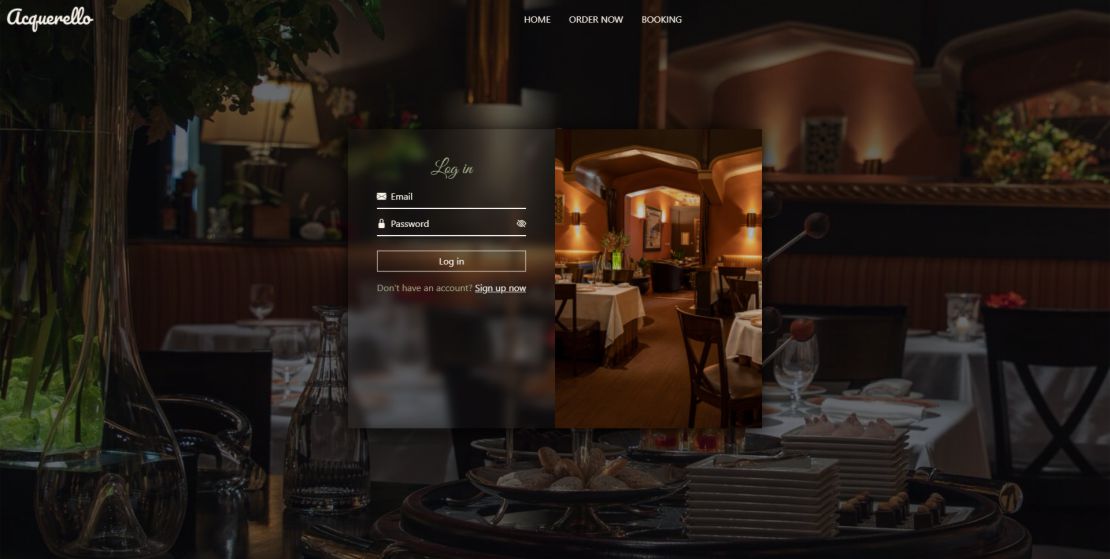 Acquerello
HOME ORDER NOW BOOKING
Log in
Email
Password
Log in
Don't have an account? Sign up now